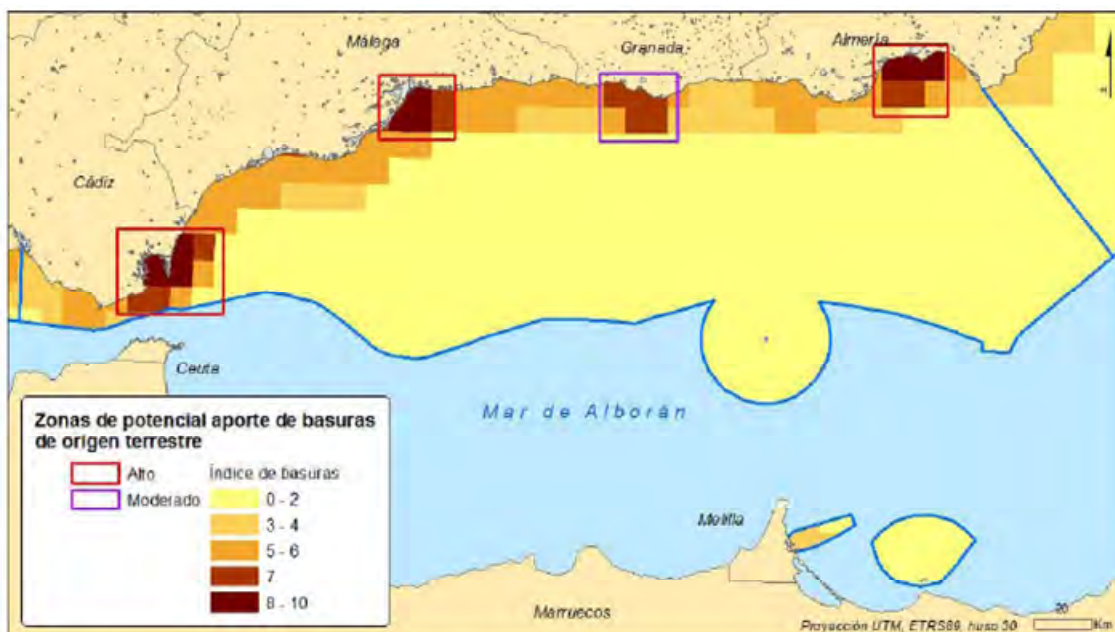 Málaga
Granada
Almería
Cádiz
Ceuta
Mar de Alborán
Melilla
Marruecos
Zonas de potencial aporte de basuras
de origen terrestre
Alto
Moderado
Índice de basuras
0 - 2
3 - 4
5 - 6
7
8 - 10
20
Km
Proyección UTM, ETRS89, huso 30